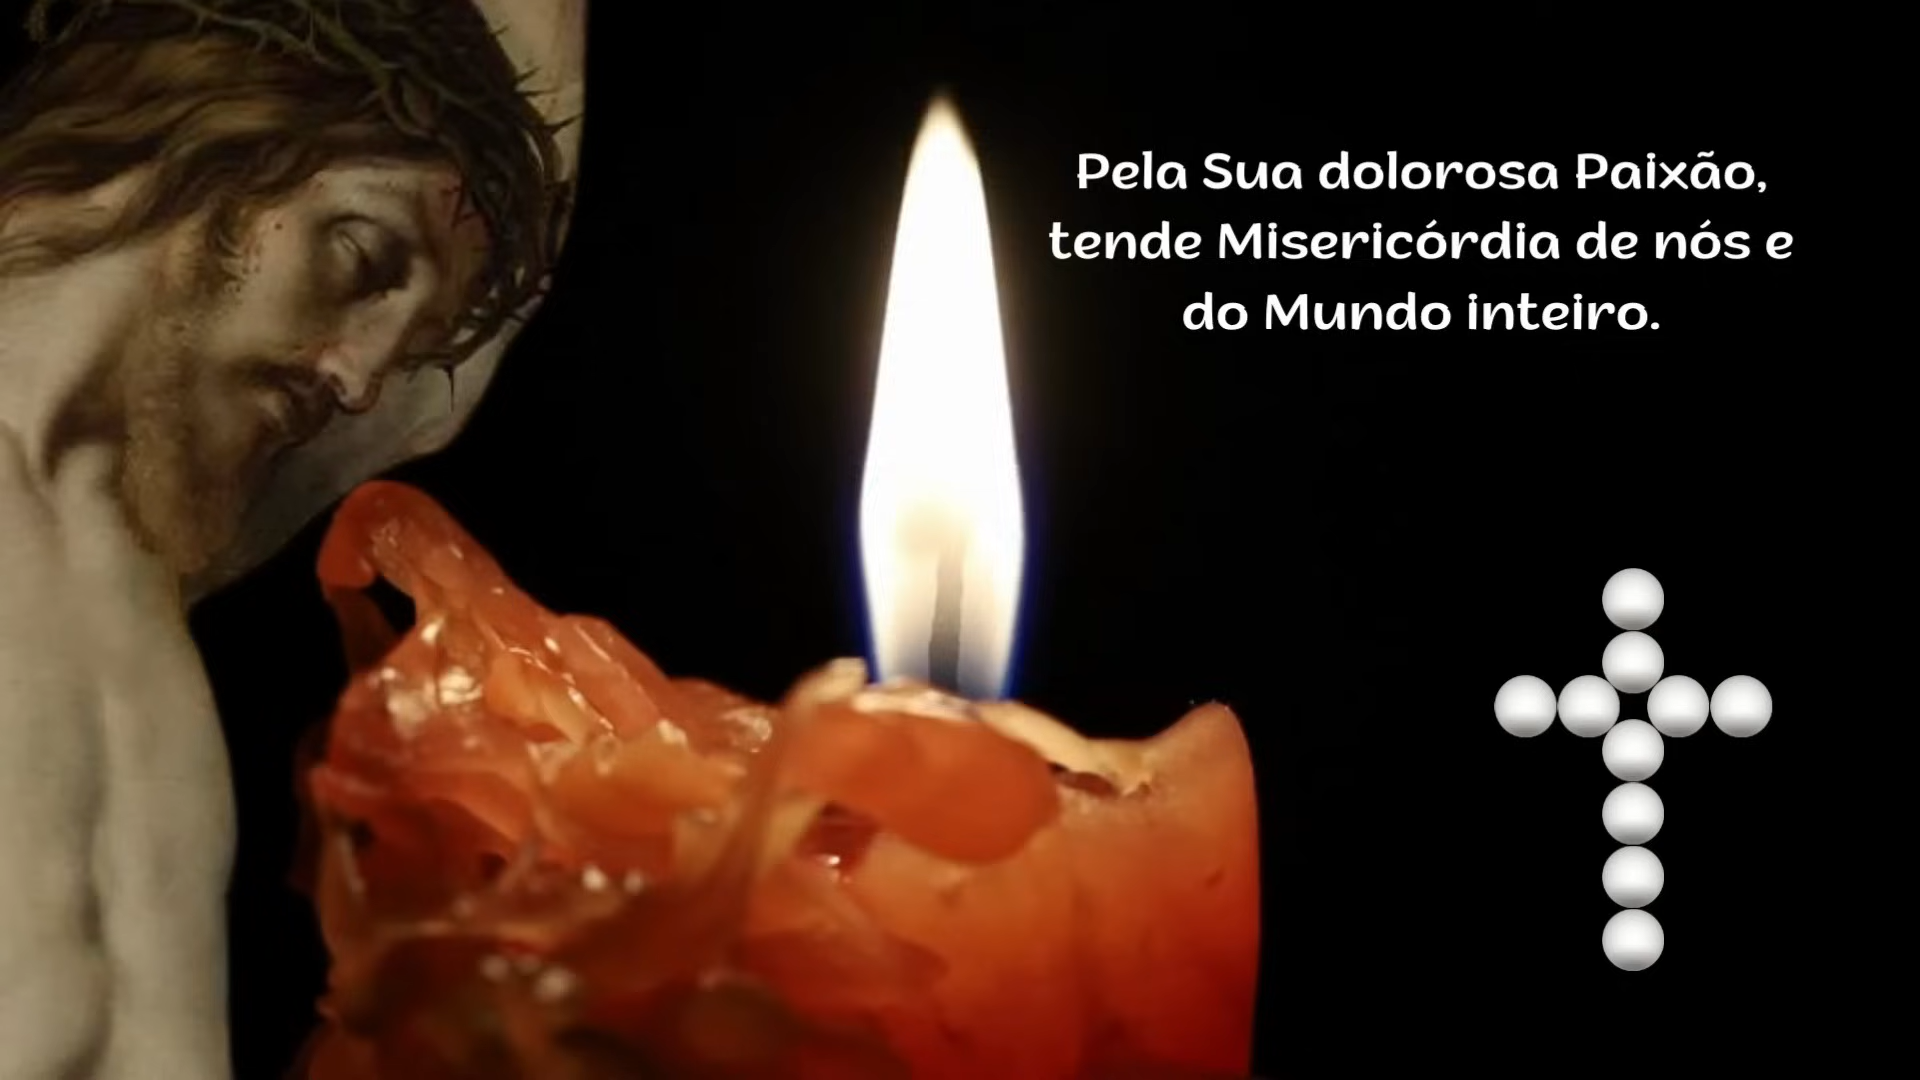 Pela Sua dolorosa Paixão,
tende Misericórdia de nós e
do Mundo inteiro.